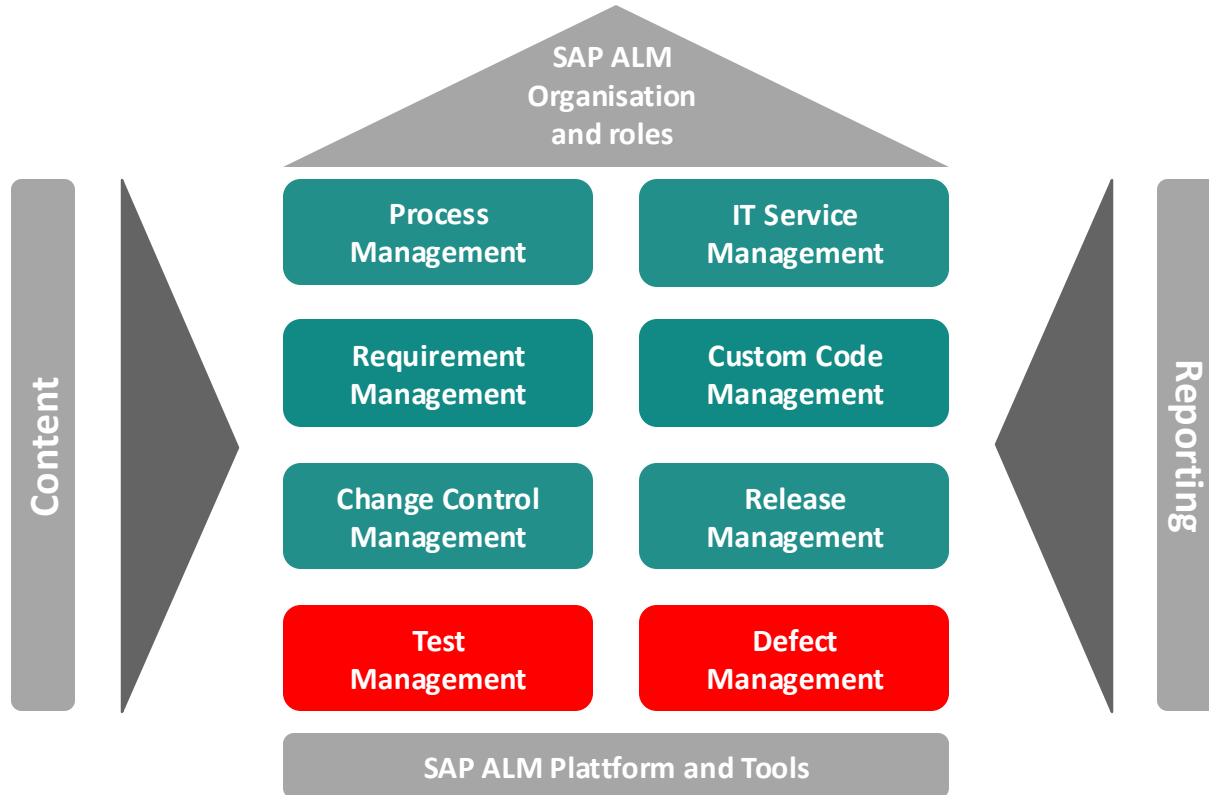 SAP ALM
Organisation
and roles
Content
Process
Management
IT Service
Management
Requirement
Management
Custom Code
Management
Change Control
Management
Release
Management
Test
Management
Defect
Management
Reporting
SAP ALM Plattform and Tools